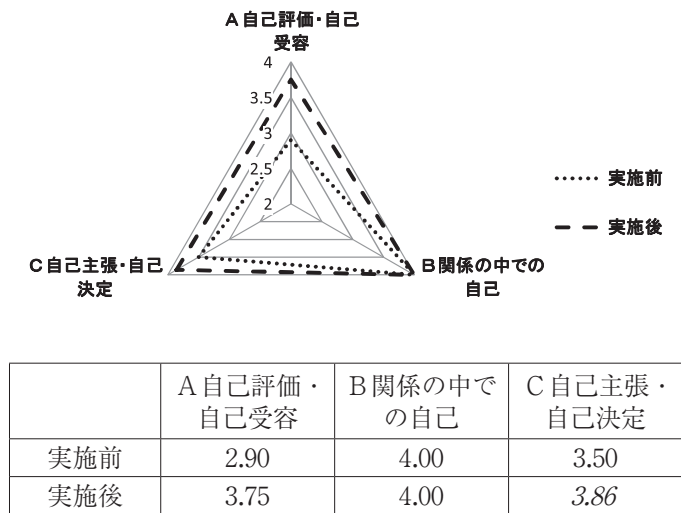 A自己評価・自己
受容
4
3.5
3
2.5
2
実施前
実施後
C自己主張・自己
決定
B関係の中での
自己
A自己評価・
自己受容
B関係の中で
の自己
C自己主張・
自己決定
実施前 2.90 4.00 3.50
実施後 3.75 4.00 3.86